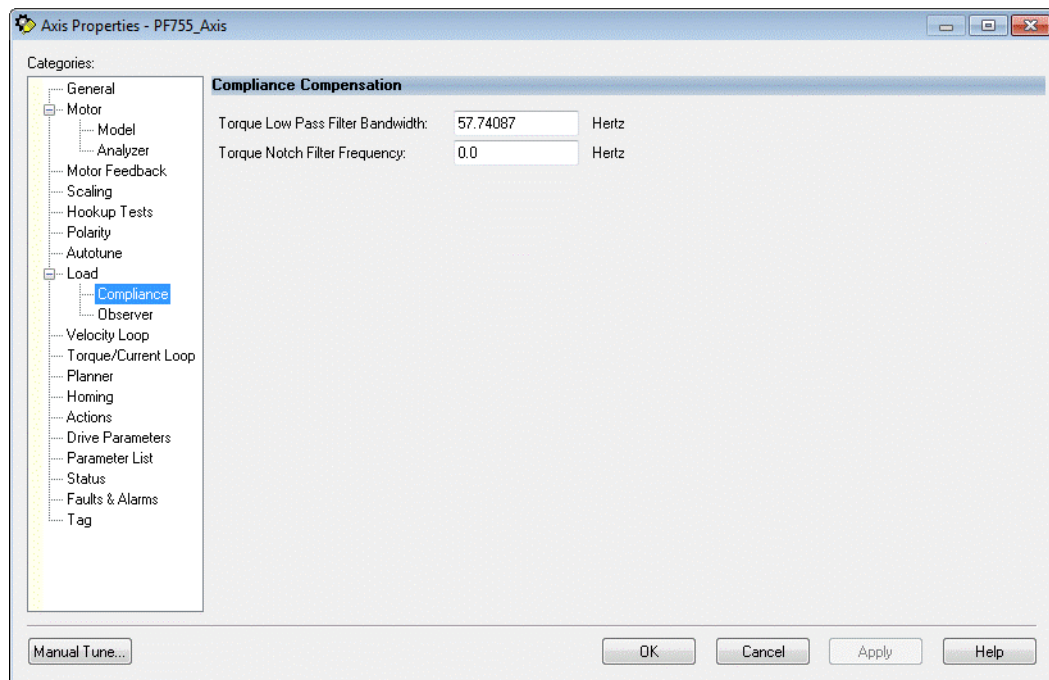 Axis Properties - PF755_Axis
Categories:
General
Motor
Model
Analyzer
Motor Feedback
Scaling
Hookup Tests
Polarity
Autotune
Load
Compliance
Observer
Velocity Loop
Torque/Current Loop
Planner
Homing
Actions
Drive Parameters
Parameter List
Status
Faults & Alarms
Tag
Compliance Compensation
Torque Low Pass Filter Bandwidth: 57.74087 Hertz
Torque Notch Filter Frequency: 0.0 Hertz
Manual Tune... OK Cancel Apply Help